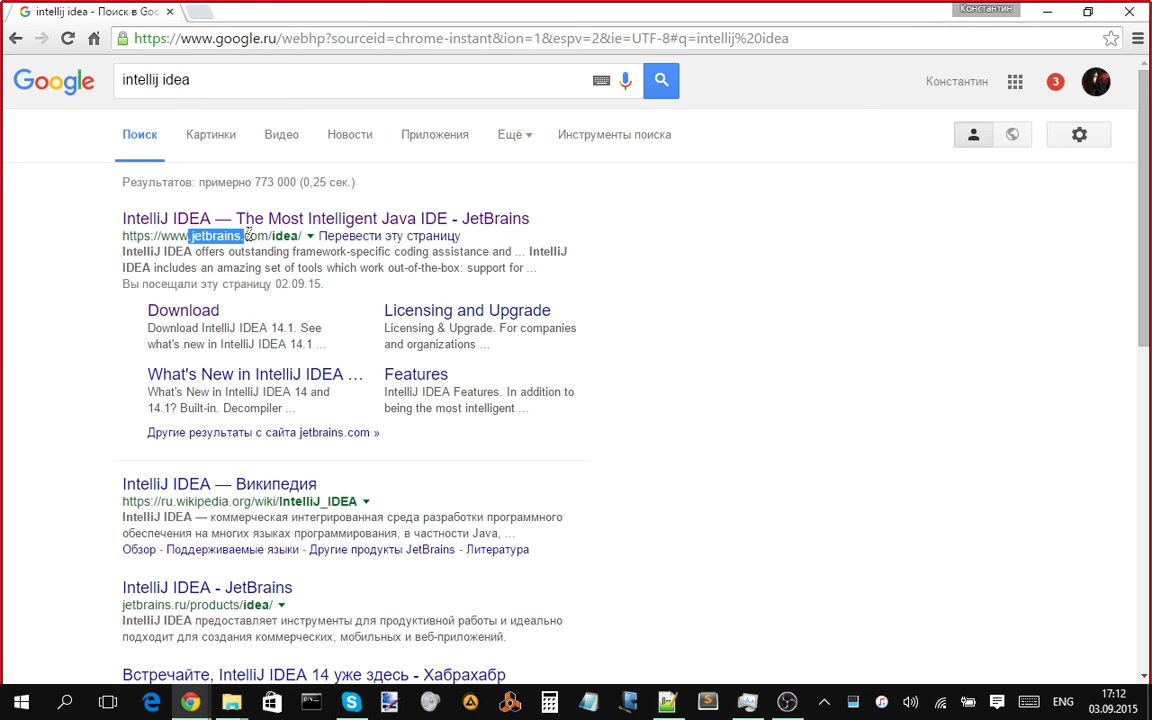 intellij idea - Поиск в Goo
Константин
https://www.google.ru/webhp?sourceid=chrome-instant&ion=1&espv=2&ie=UTF-8#q=intellij%20idea
Google
intellij idea
Константин
3
Поиск
Картинки
Видео
Новости
Приложения
Ещё
Инструменты поиска
Результатов: примерно 773 000 (0,25 сек.)
IntelliJ IDEA — The Most Intelligent Java IDE - JetBrains
https://www.jetbrains.com/idea/ Перевести эту страницу
IntelliJ IDEA offers outstanding framework-specific coding assistance and ... IntelliJ
IDEA includes an amazing set of tools which work out-of-the-box: support for ...
Вы посещали эту страницу 02.09.15.
Download
Download IntelliJ IDEA 14.1. See
what's new in IntelliJ IDEA 14.1 ...
Licensing and Upgrade
Licensing & Upgrade. For companies
and organizations ...
What's New in IntelliJ IDEA ...
What's New in IntelliJ IDEA 14 and
14.1? Built-in. Decompiler ...
Features
IntelliJ IDEA Features. In addition to
being the most intelligent ...
Другие результаты с сайта jetbrains.com »
IntelliJ IDEA — Википедия
https://ru.wikipedia.org/wiki/IntelliJ_IDEA
IntelliJ IDEA — коммерческая интегрированная среда разработки программного
обеспечения на многих языках программирования, в частности Java, ...
Обзор - Поддерживаемые языки - Другие продукты JetBrains - Литература
IntelliJ IDEA - JetBrains
jetbrains.ru/products/idea/
IntelliJ IDEA предоставляет инструменты для продуктивной работы и идеально
подходит для создания коммерческих, мобильных и веб-приложений.
Встречайте, IntelliJ IDEA 14 уже здесь - Хабрахабр
ENG
17:12
03.09.2015